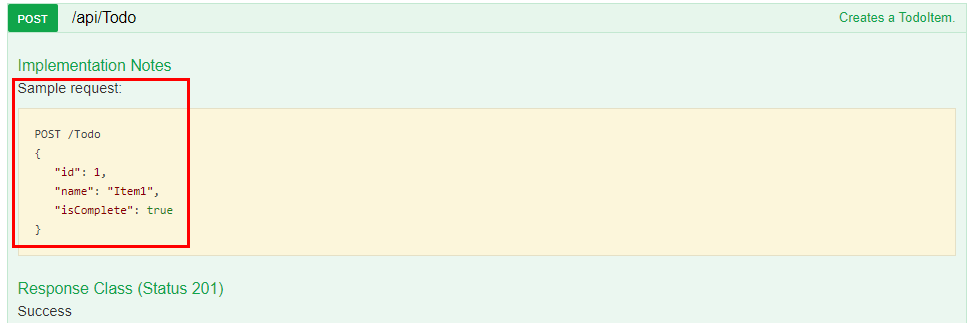 POST /api/Todo Creates a TodoItem.
Implementation Notes
Sample request:
POST /Todo
{
"id": 1,
"name": "Item1",
"isComplete": true
}
Response Class (Status 201)
Success